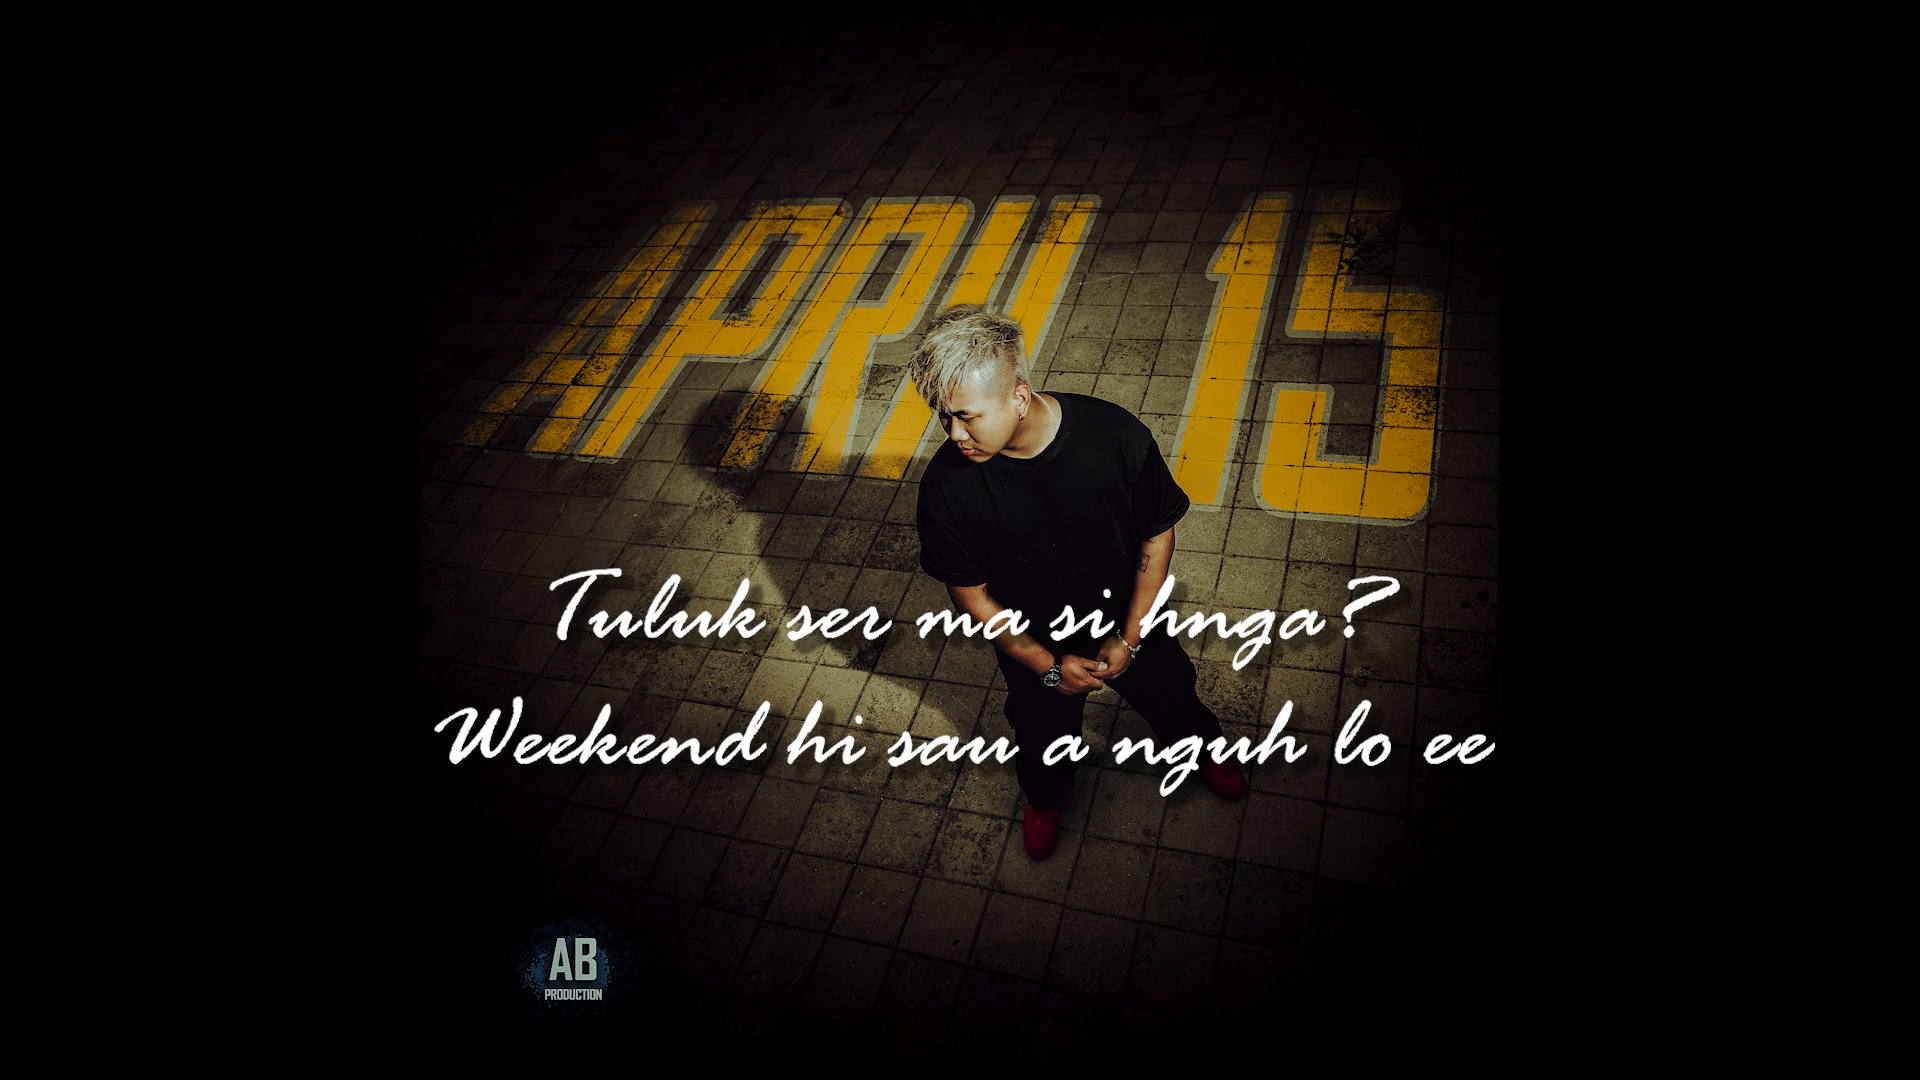 APRIL 15
Tuluk ser ma si hnga?
Weekend hi sau a nguh lo ee
AB
PRODUCTION